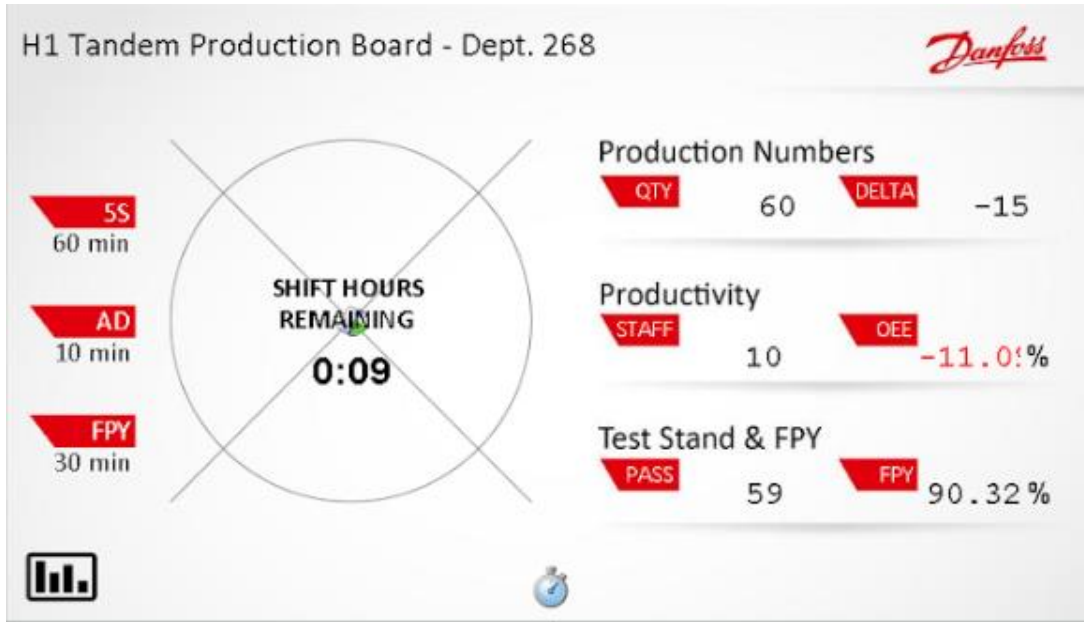 H1 Tandem Production Board - Dept. 268
Danfoss
5S
60 min
AD
10 min
FPY
30 min
SHIFT HOURS
REMAINING
0:09
Production Numbers
QTY 60 DELTA -15
Productivity
STAFF 10 OEE %
Test Stand & FPY
PASS 59 FPY 90.32 %